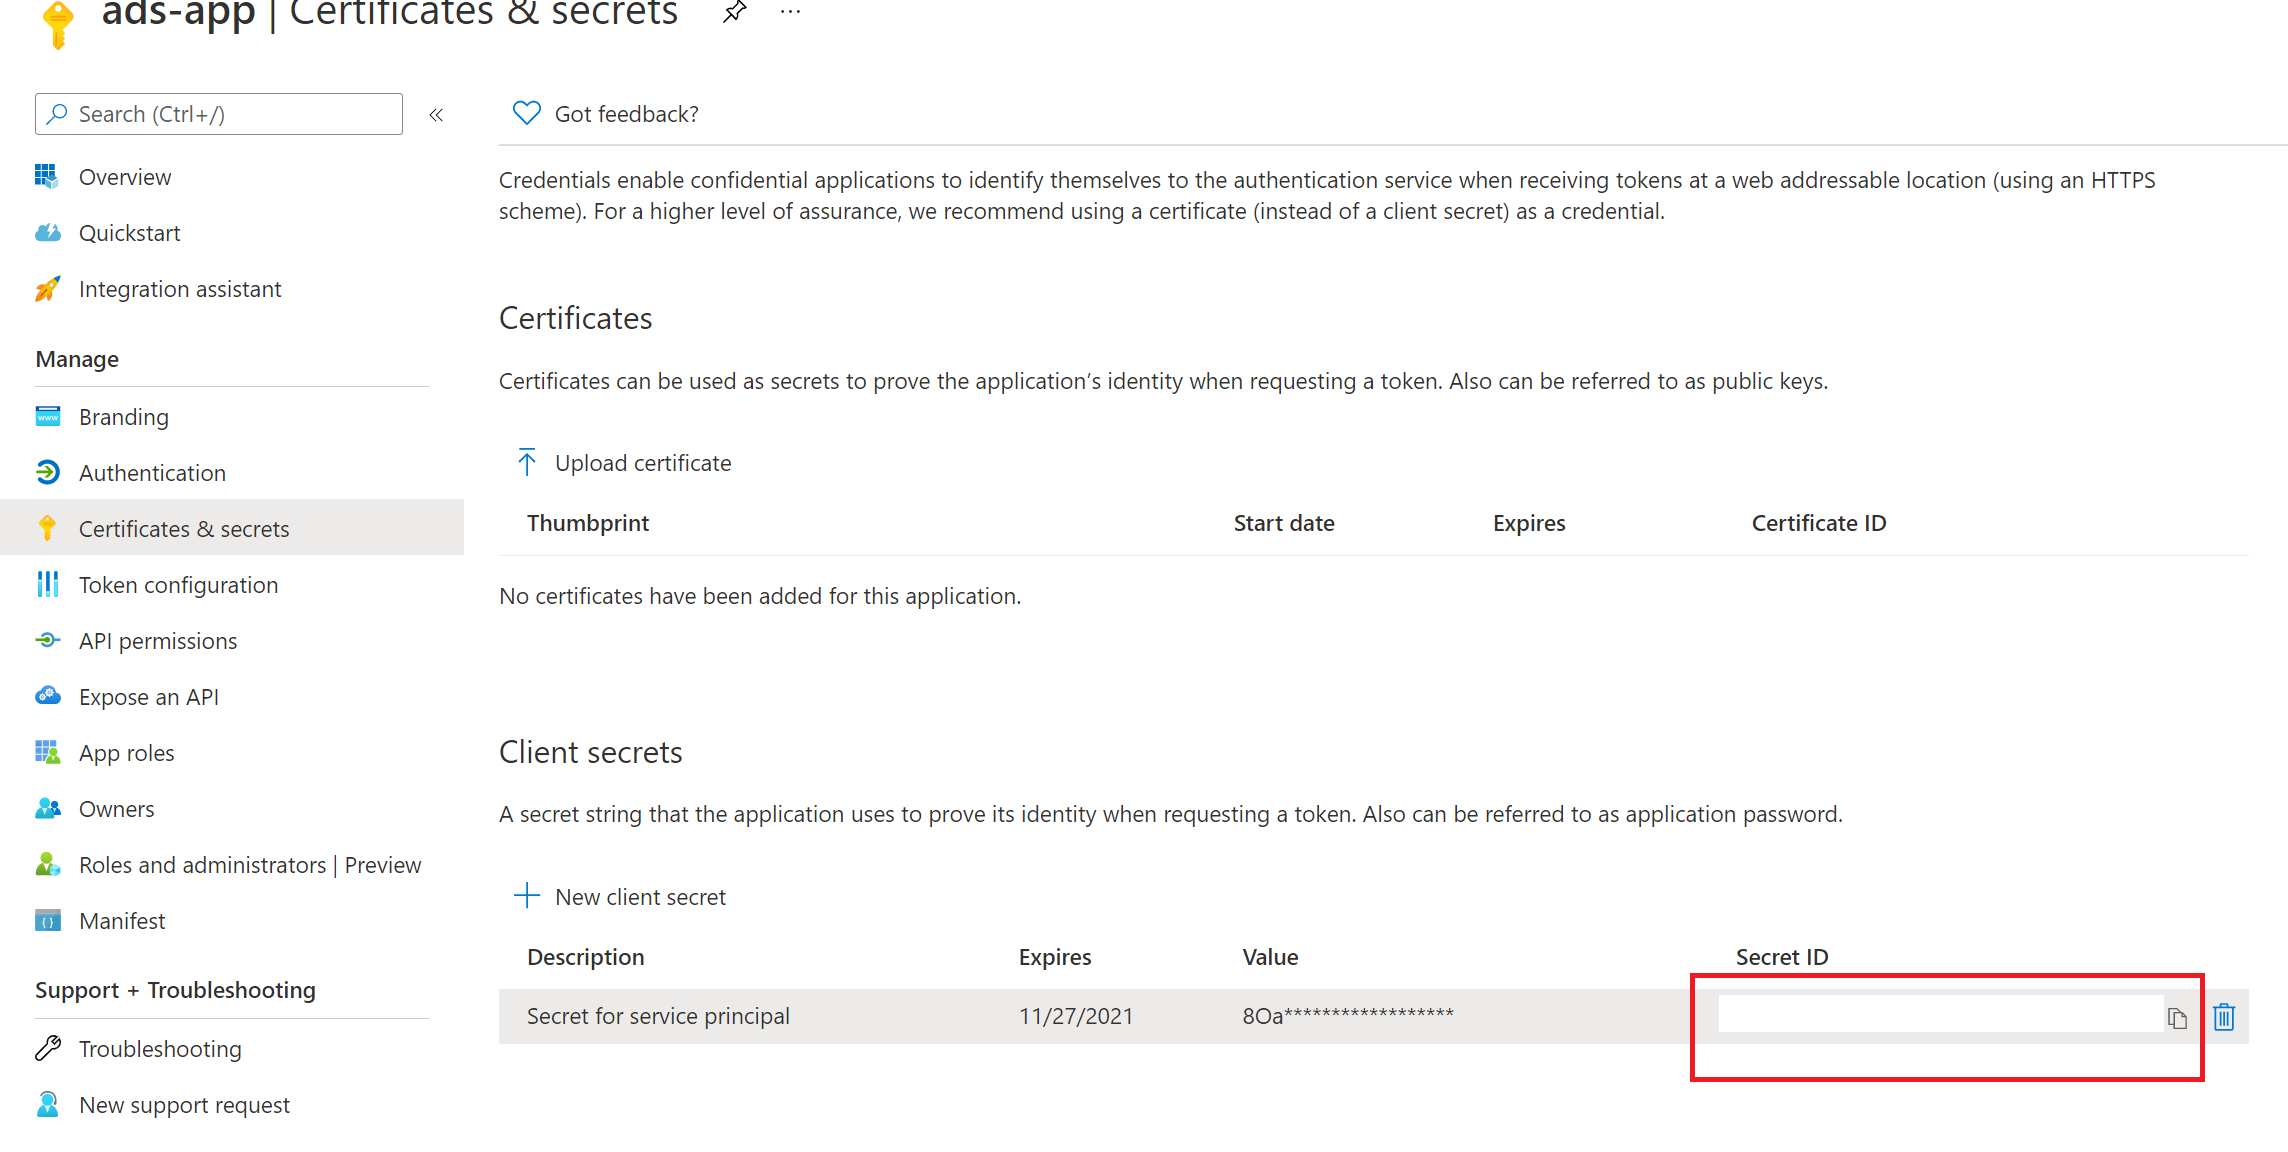 ads-app | Certificates & secrets
Search (Ctrl+/)
Overview
Quickstart
Integration assistant
Manage
Branding
Authentication
Certificates & secrets
Token configuration
API permissions
Expose an API
App roles
Owners
Roles and administrators | Preview
Manifest
Support + Troubleshooting
Troubleshooting
New support request
Got feedback?
Credentials enable confidential applications to identify themselves to the authentication service when receiving tokens at a web addressable location (using an HTTPS
scheme). For a higher level of assurance, we recommend using a certificate (instead of a client secret) as a credential.
Certificates
Certificates can be used as secrets to prove the application’s identity when requesting a token. Also can be referred to as public keys.
Upload certificate
Thumbprint Start date Expires Certificate ID
No certificates have been added for this application.
Client secrets
A secret string that the application uses to prove its identity when requesting a token. Also can be referred to as application password.
New client secret
Description Expires Value Secret ID
Secret for service principal 11/27/2021 8Oa******************